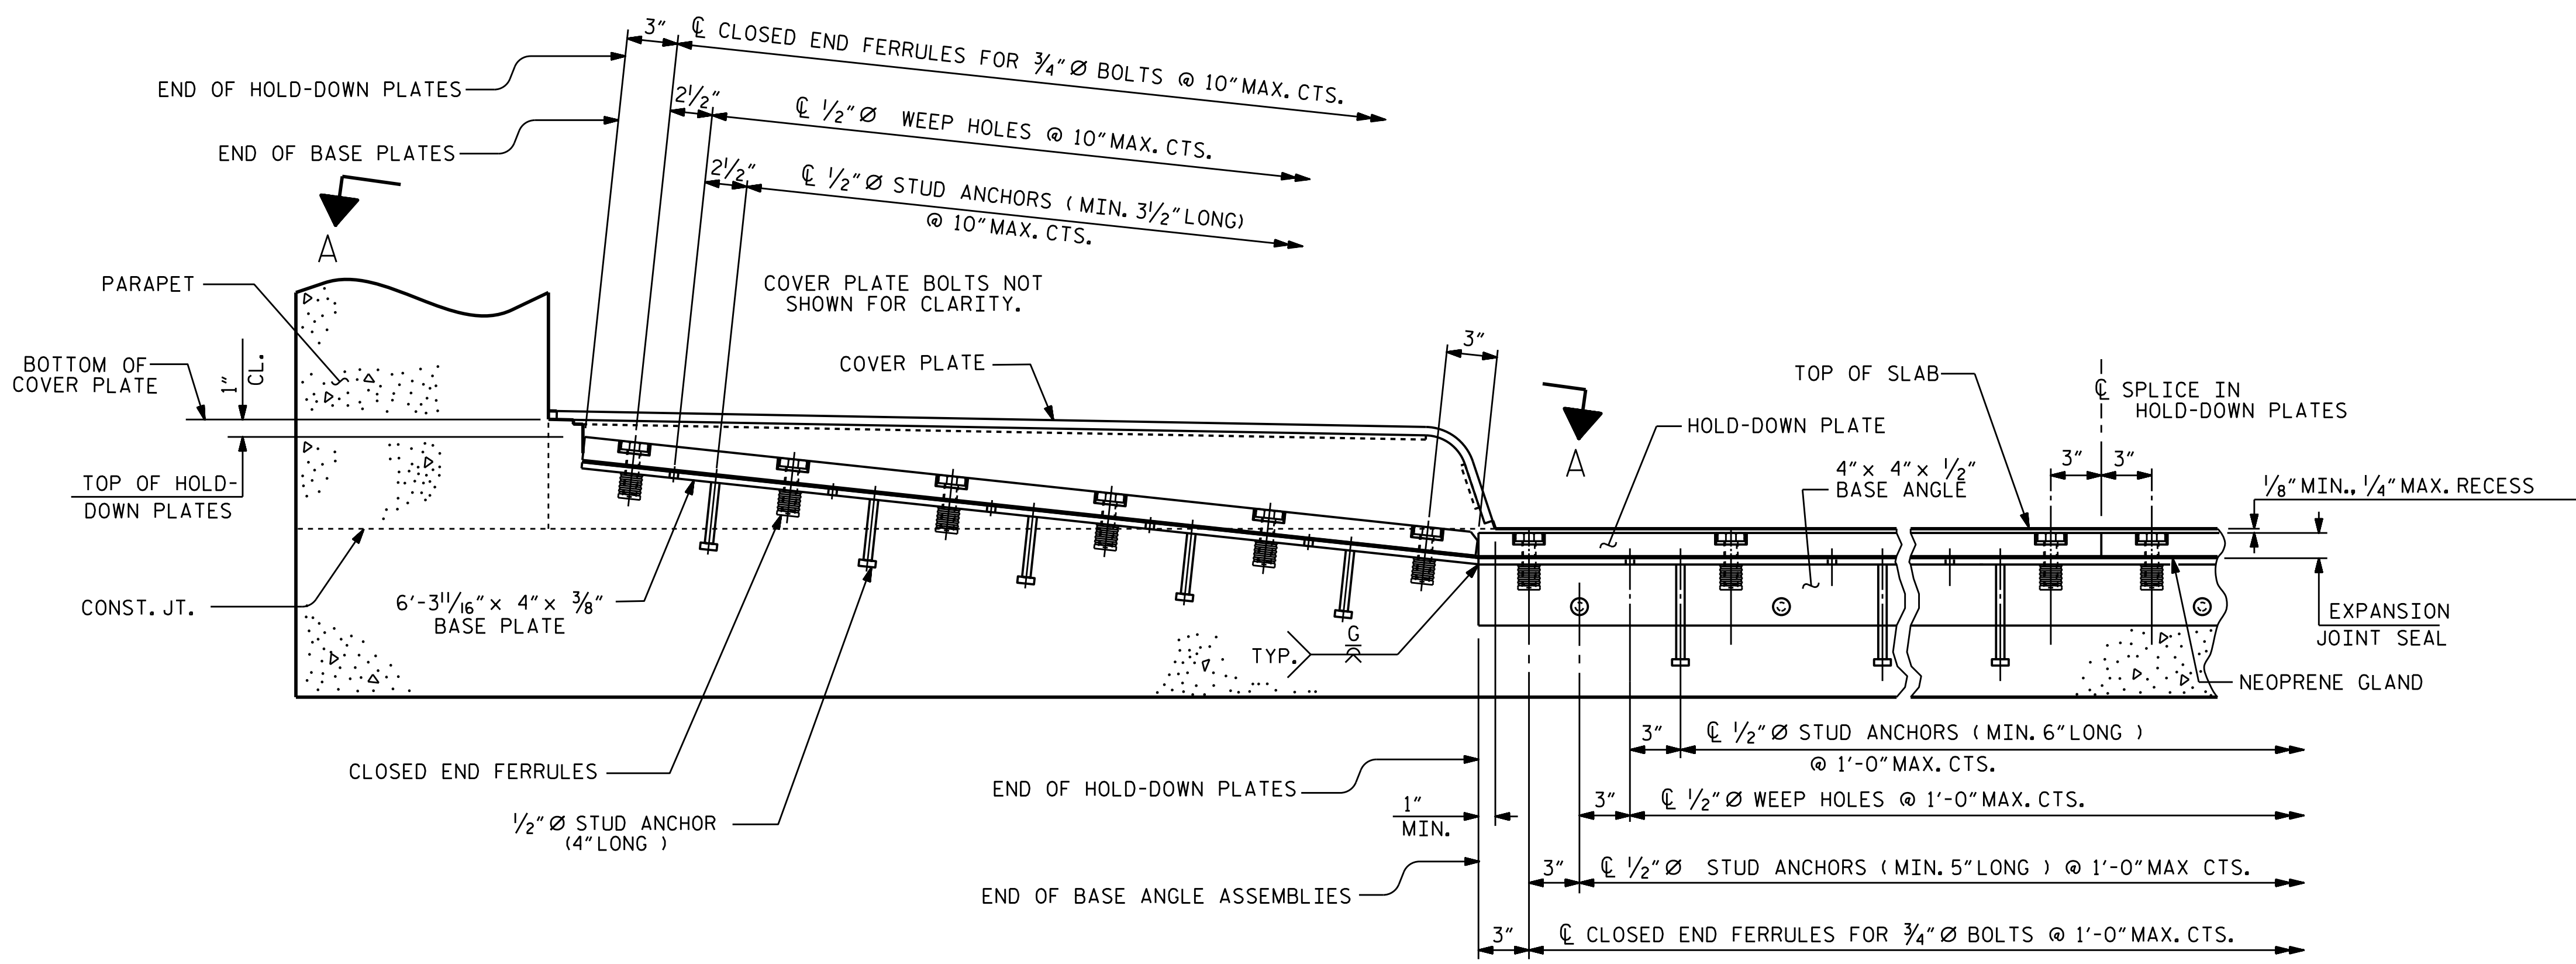 3"
℄ CLOSED END FERRULES FOR 3/4" Ø BOLTS @ 10" MAX. CTS.
END OF HOLD-DOWN PLATES
2 1/2"
℄ 1/2" Ø WEEP HOLES @ 10" MAX. CTS.
END OF BASE PLATES
2 1/2"
℄ 1/2" Ø STUD ANCHORS ( MIN. 3 1/2" LONG)
@ 10" MAX. CTS.
A
PARAPET
COVER PLATE BOLTS NOT
SHOWN FOR CLARITY.
BOTTOM OF
COVER PLATE
1"
CL.
COVER PLATE
3"
TOP OF SLAB
℄ SPLICE IN
HOLD-DOWN PLATES
HOLD-DOWN PLATE
A
3"
3"
4" x 4" x 1/2"
BASE ANGLE
1/8" MIN., 1/4" MAX. RECESS
TOP OF HOLD-
DOWN PLATES
CONST. JT.
6'-3 11/16" x 4" x 3/8"
BASE PLATE
TYP.
G
EXPANSION
JOINT SEAL
NEOPRENE GLAND
CLOSED END FERRULES
1/2" Ø STUD ANCHOR
(4" LONG )
END OF HOLD-DOWN PLATES
3"
℄ 1/2" Ø STUD ANCHORS ( MIN. 6" LONG )
@ 1'-0" MAX. CTS.
1"
MIN.
3"
℄ 1/2" Ø WEEP HOLES @ 1'-0" MAX. CTS.
END OF BASE ANGLE ASSEMBLIES
3"
℄ 1/2" Ø STUD ANCHORS ( MIN. 5" LONG ) @ 1'-0" MAX CTS.
3"
℄ CLOSED END FERRULES FOR 3/4" Ø BOLTS @ 1'-0" MAX. CTS.